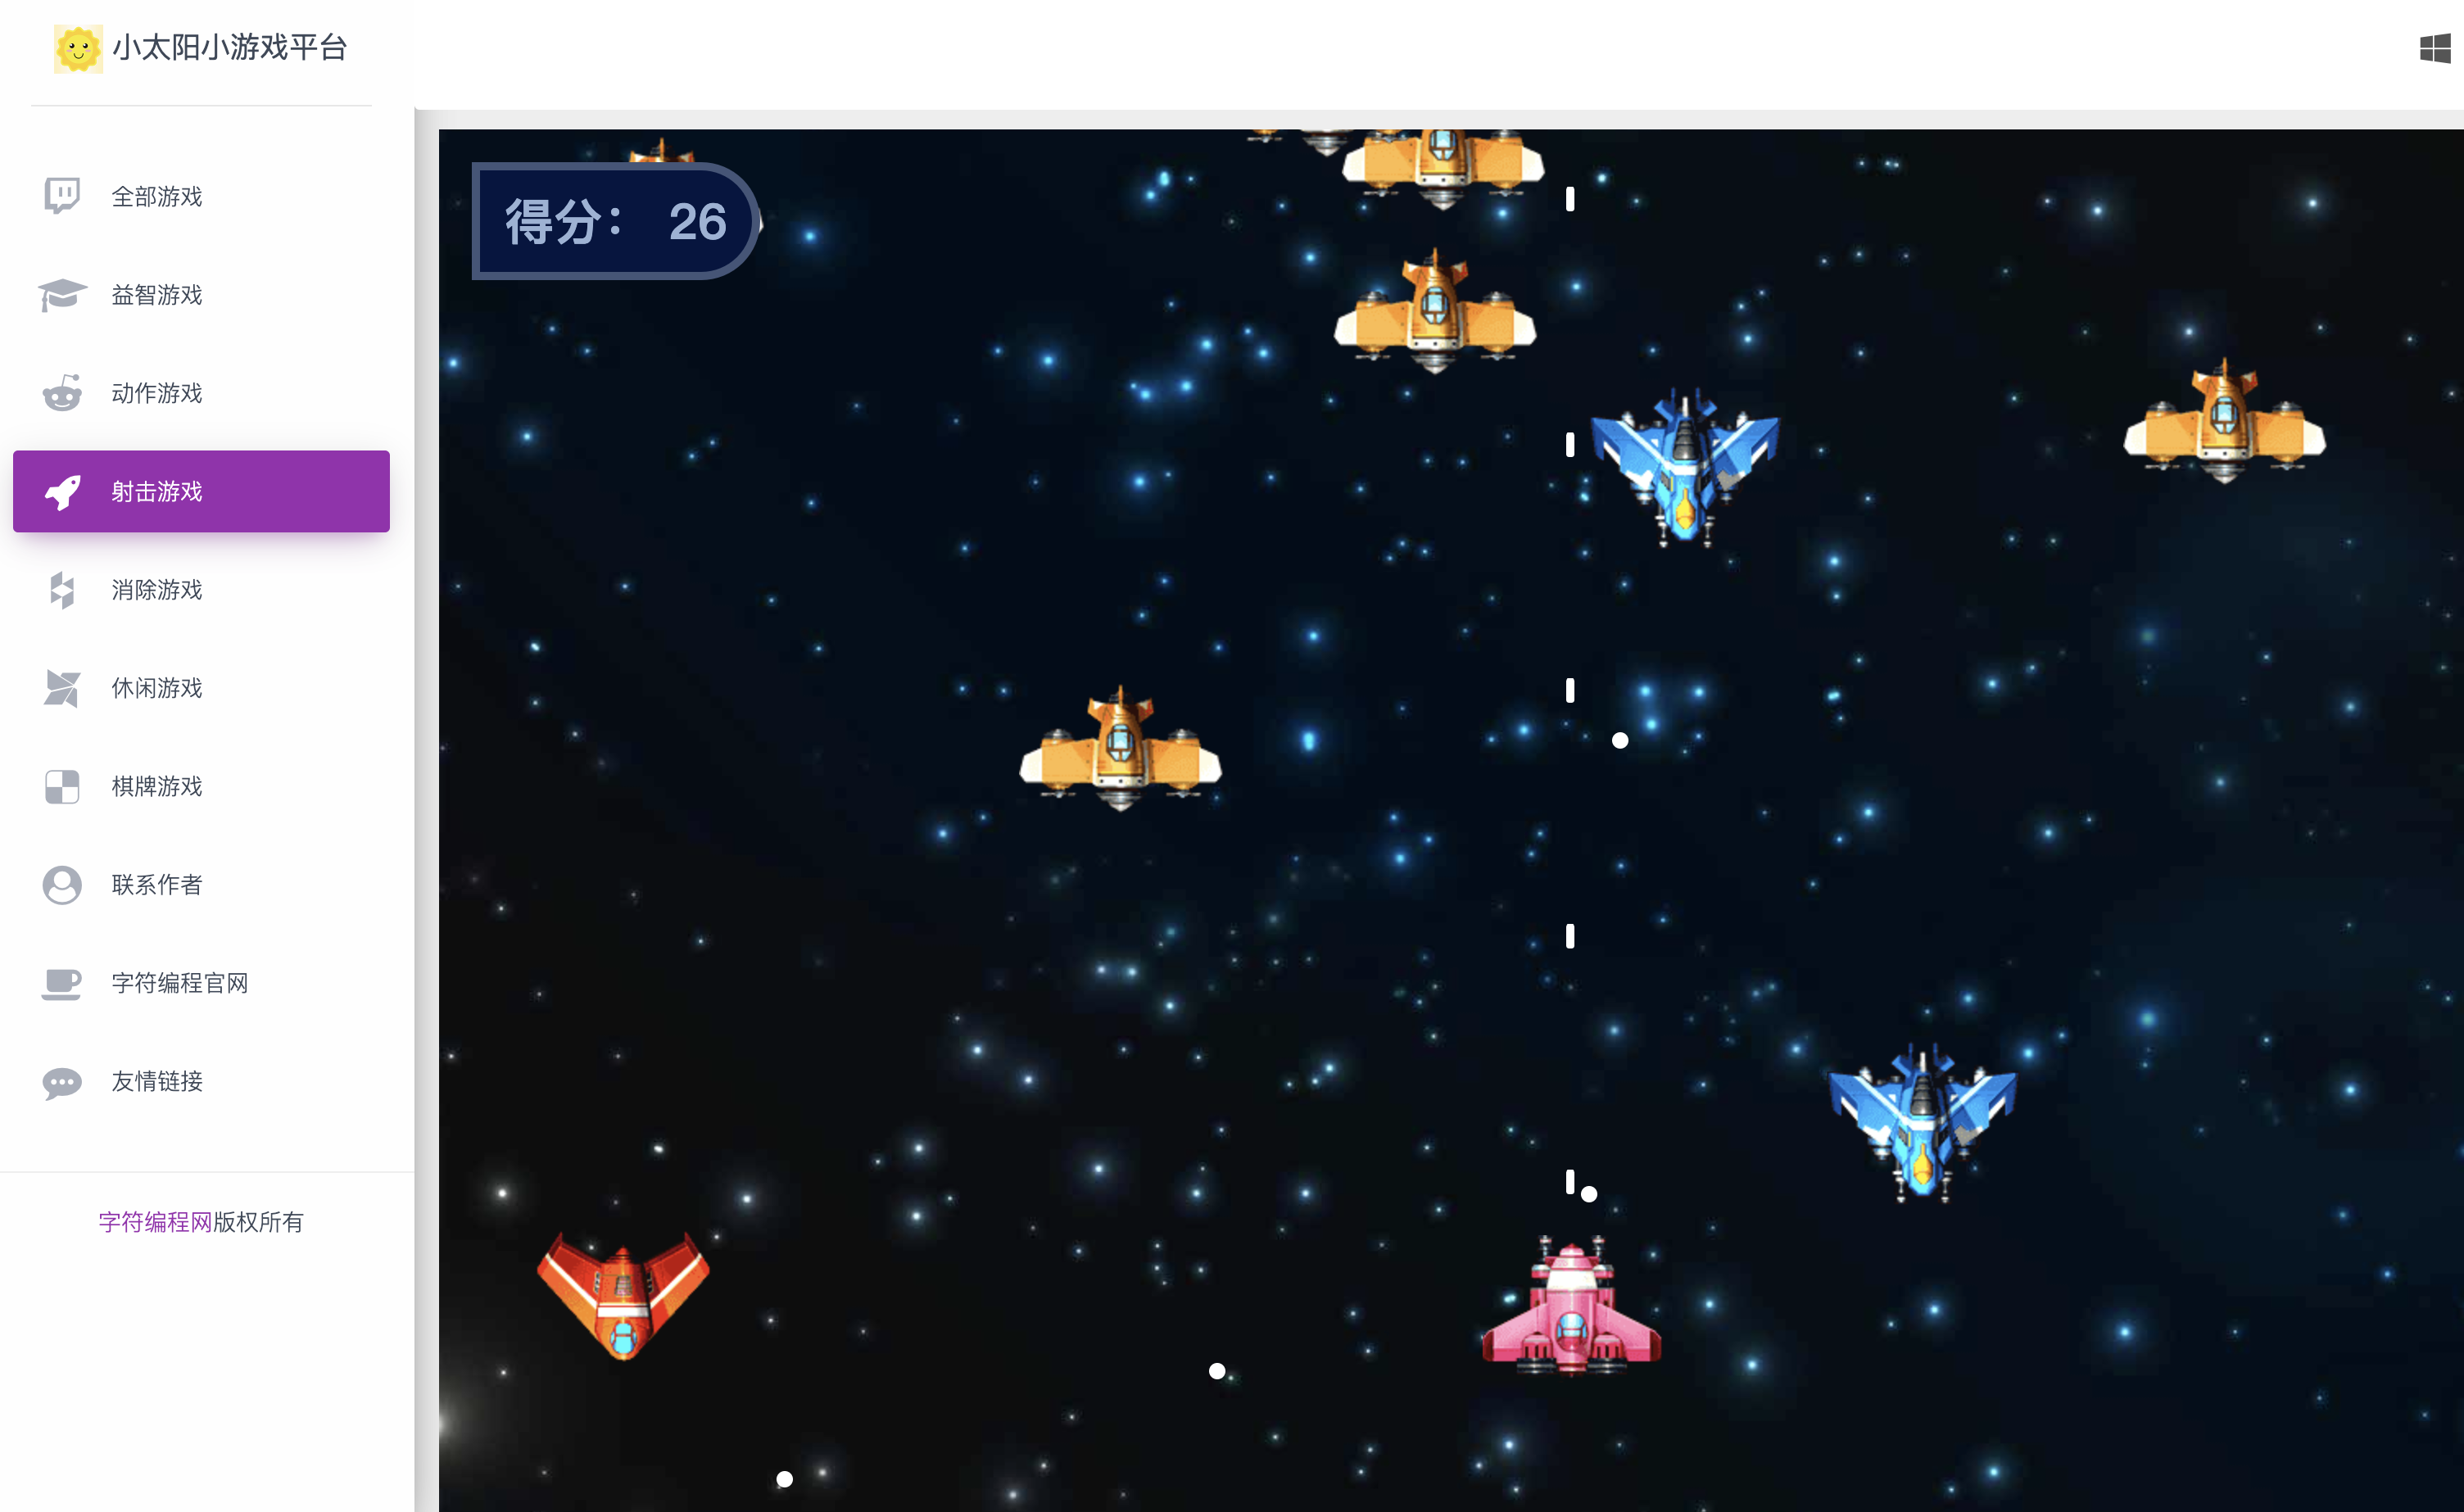 小太阳小游戏平台
全部游戏
益智游戏
动作游戏
射击游戏
消除游戏
休闲游戏
棋牌游戏
联系作者
字符编程官网
友情链接
字符编程网版权所有
得分： 26